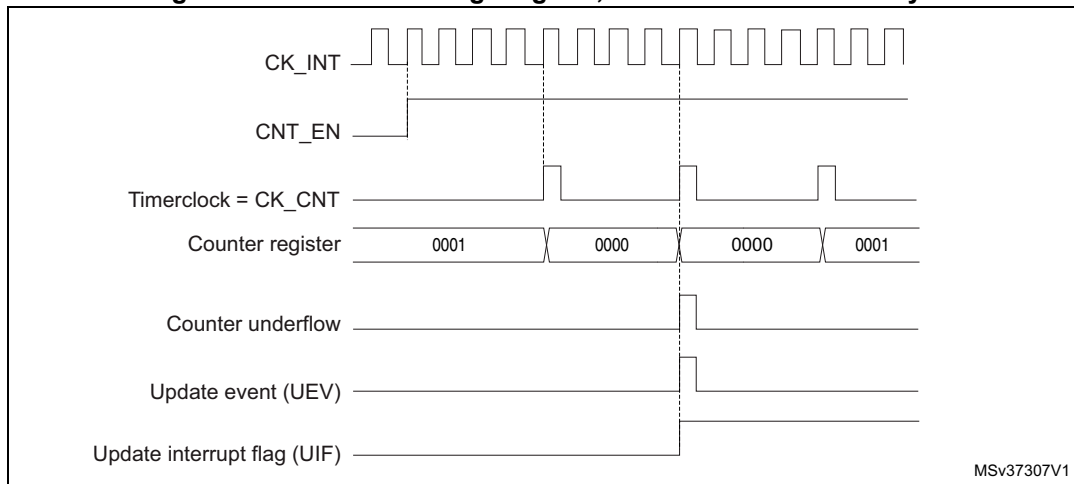 CK_INT
CNT_EN
Timerclock = CK_CNT
Counter register 0001 0000 0000 0001
Counter underflow
Update event (UEV)
Update interrupt flag (UIF)
MSv37307V1